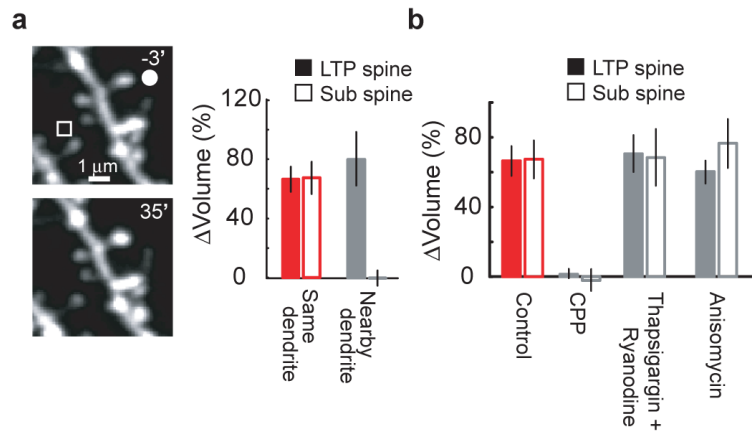 a
-3'
1 μm
35'
LTP spine
Sub spine
ΔVolume (%)
120
80
40
0
Same
dendrite
Nearby
dendrite
b
LTP spine
Sub spine
ΔVolume (%)
80
40
0
Control
CPP
Thapsigargin +
Ryanodine
Anisomycin